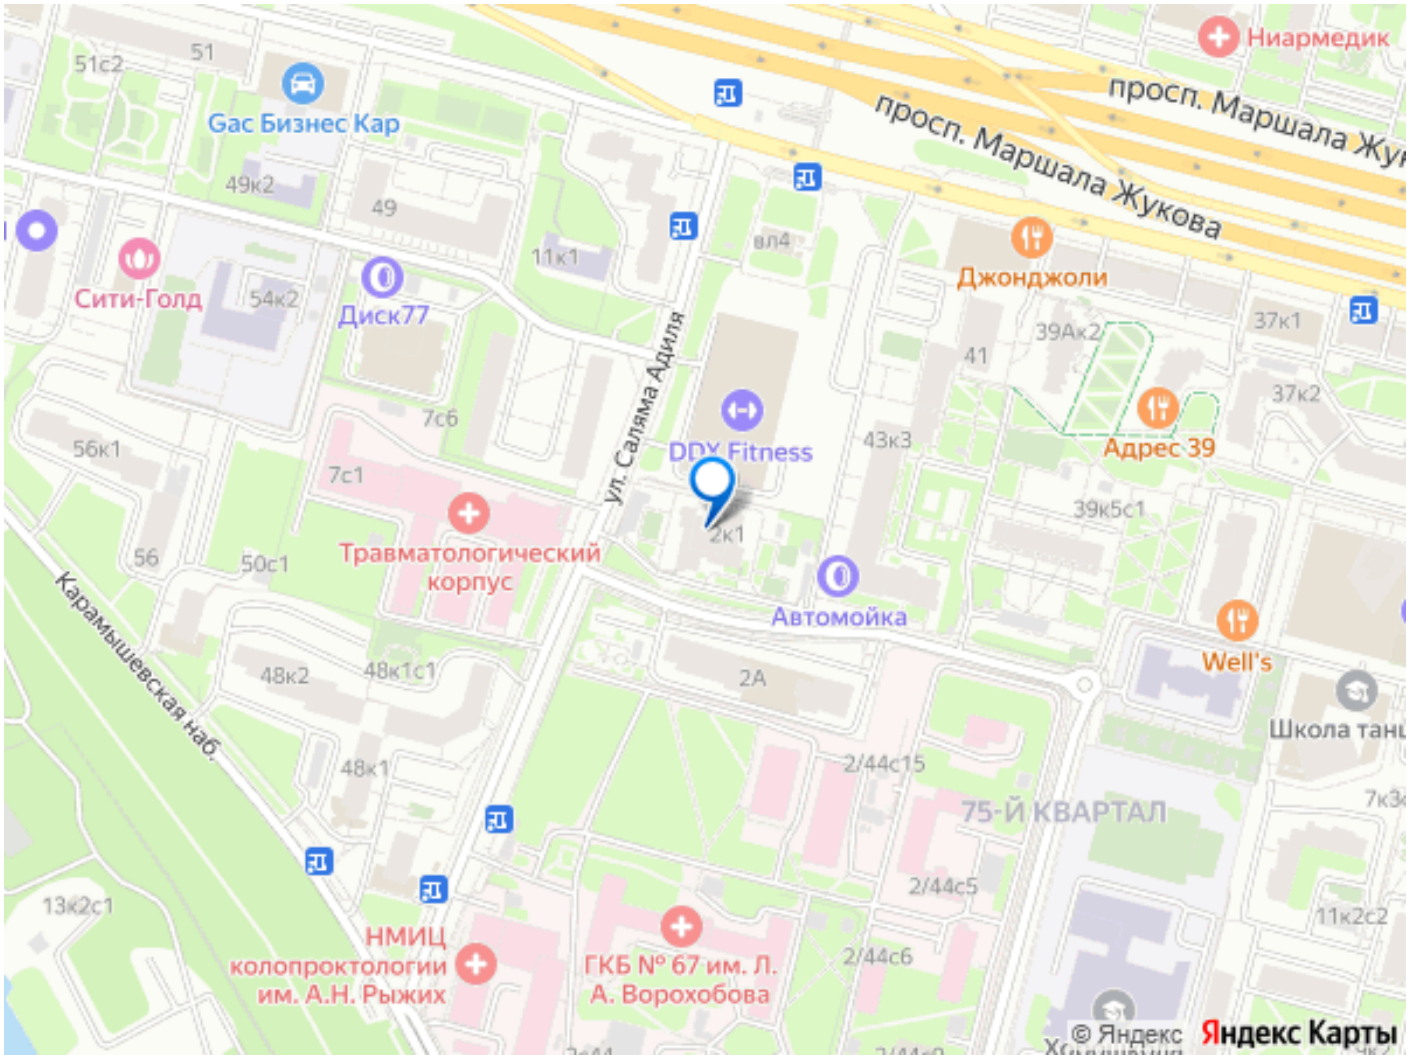 Ниармедик
51с2
51
Gac Бизнес Кар
просп. Маршала
просп. Маршала Жукова
49к2
49
11к1
вл4
Джонджоли
Сити-Голд
54к2
Диск77
37к1
39Ак2
41
ул. Саляма Адиля
37к2
7с6
DDX Fitness
43к3
Адрес 39
56к1
7с1
39к5с1
2к1
Травматологический
корпус
56
50с1
Автомойка
Карамышевская наб.
Well's
48к2
48к1с1
2А
Школа танц
48к1
2/44с15
75-Й КВАРТАЛ
2/44с5
13к2с1
11к2с2
НМИЦ
колопроктологии
им. А.Н. Рыжих
ГКБ № 67 им. Л.
А. Ворохобова
2/44с6
© Яндекс Яндекс Карты